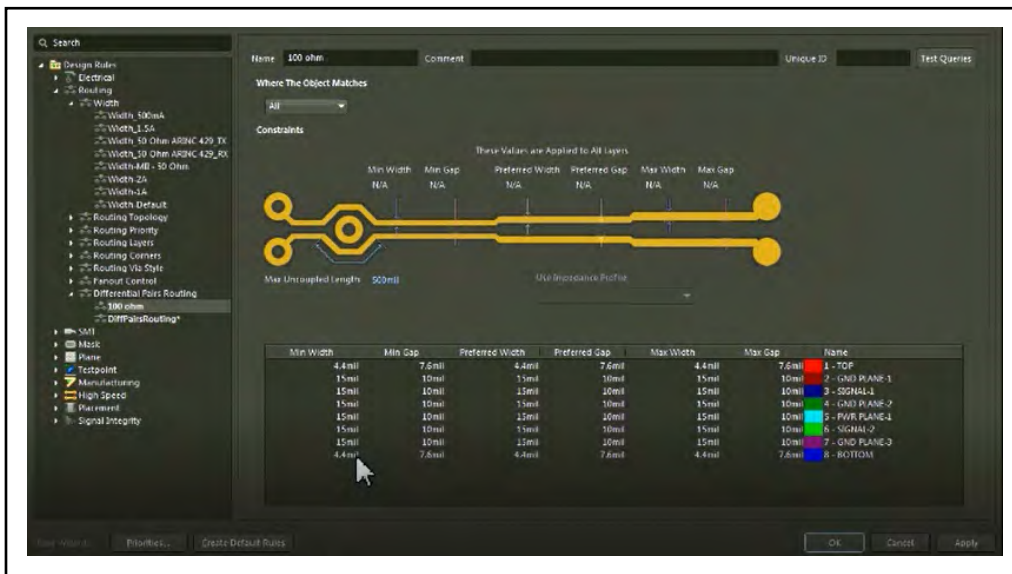 Search
Design Rules
Electrical
Routing
Width
Width_500mA
Width_1.5A
Width_50 Ohm ARINC 429_TX
Width_50 Ohm ARINC 429_RX
Width-MII - 50 Ohm
Width-2A
Width-1A
Width-Default
Routing Topology
Routing Priority
Routing Layers
Routing Corners
Routing Via Style
Fanout Control
Differential Pairs Routing
100 ohm
DiffPairsRouting*
SMT
Mask
Plane
Testpoint
Manufacturing
High Speed
Placement
Signal Integrity
Name 100 ohm Comment Unique ID Test Queries
Where The Object Matches
All
Constraints
These Values are Applied to All Layers
Min Width Min Gap Preferred Width Preferred Gap Max Width Max Gap
N/A N/A N/A N/A N/A N/A
Max Uncoupled Length 500mil
Use Impedance Profile
Min Width Min Gap Preferred Width Preferred Gap Max Width Max Gap Name
4.4mil 7.6mil 4.4mil 7.6mil 4.4mil 7.6mil 1 - TOP
15mil 10mil 15mil 10mil 15mil 10mil 2 - GND PLANE-1
15mil 10mil 15mil 10mil 15mil 10mil 3 - SIGNAL-1
15mil 10mil 15mil 10mil 15mil 10mil 4 - GND PLANE-2
15mil 10mil 15mil 10mil 15mil 10mil 5 - PWR PLANE-1
15mil 10mil 15mil 10mil 15mil 10mil 6 - SIGNAL-2
15mil 10mil 15mil 10mil 15mil 10mil 7 - GND PLANE-3
4.4mil 7.6mil 4.4mil 7.6mil 4.4mil 7.6mil 8 - BOTTOM
Priorities... Create Default Rules OK Cancel Apply